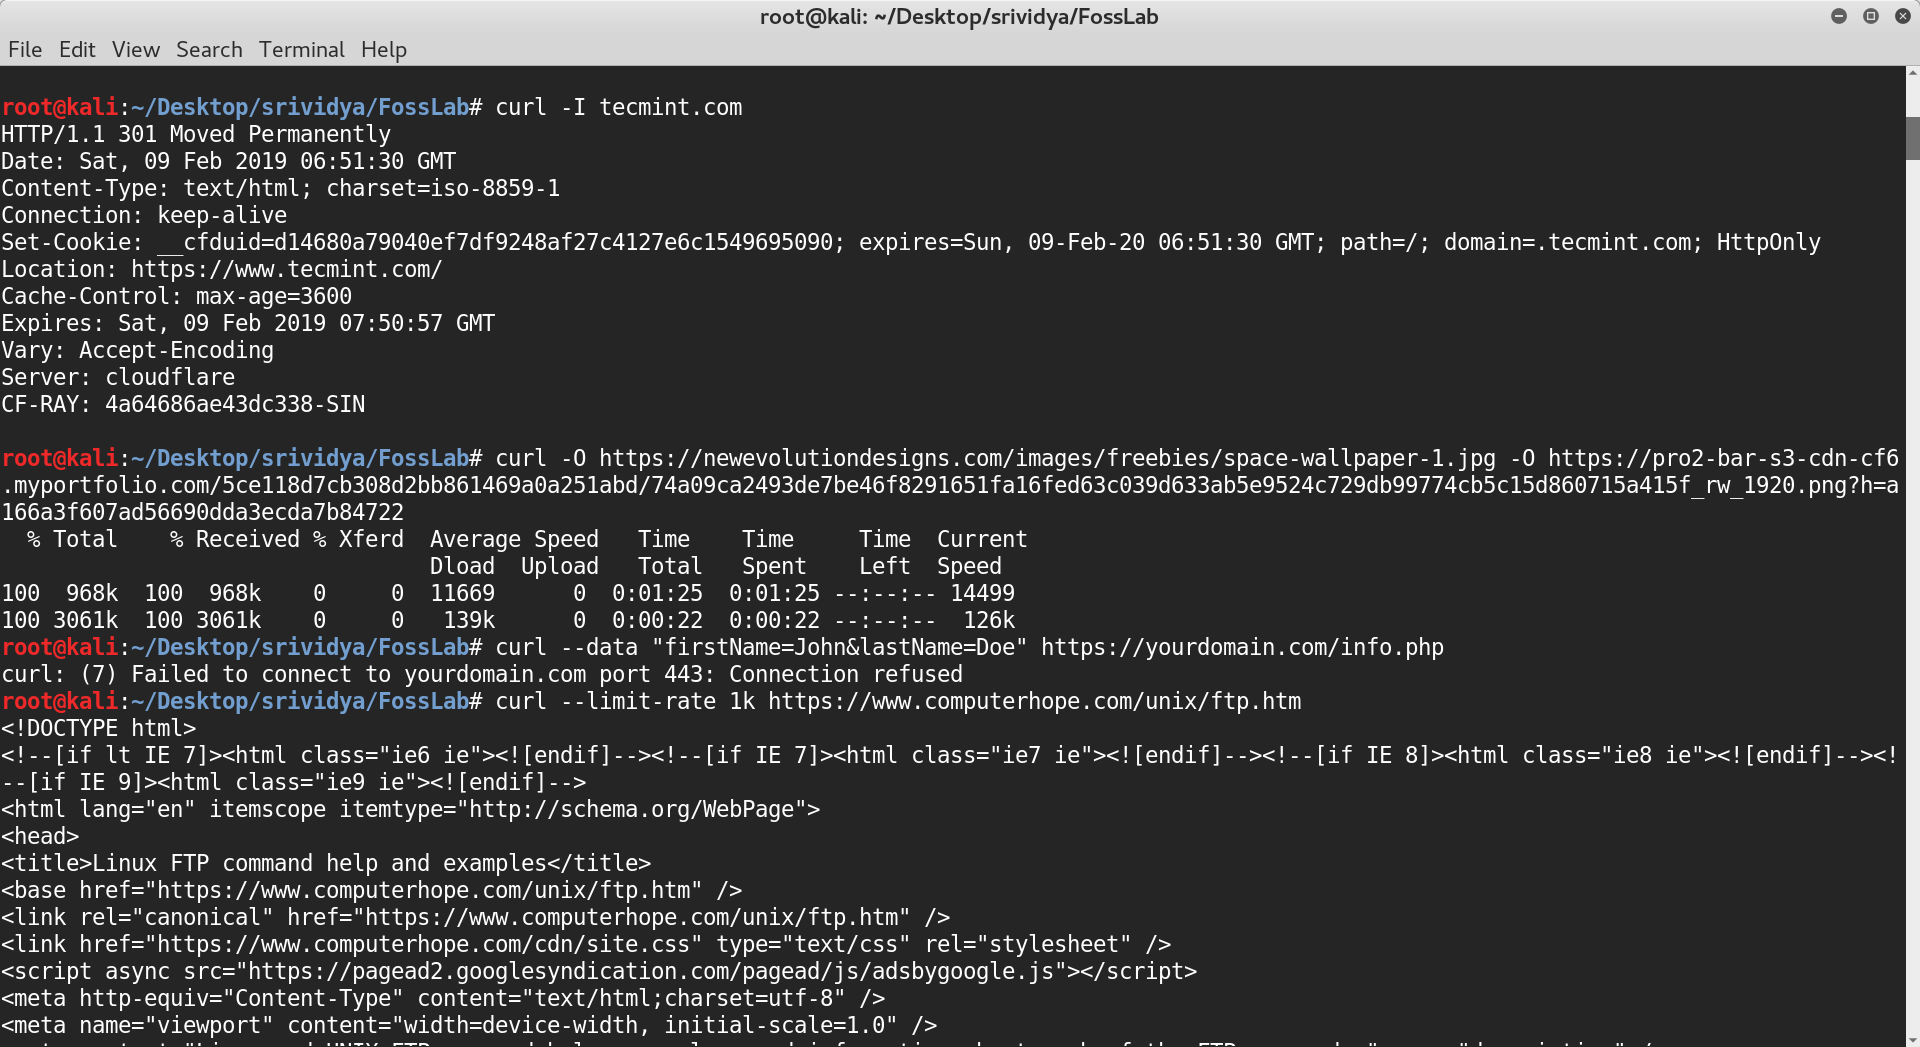 root@kali: ~/Desktop/srividya/FossLab
File Edit View Search Terminal Help
root@kali:~/Desktop/srividya/FossLab# curl -I tecmint.com
HTTP/1.1 301 Moved Permanently
Date: Sat, 09 Feb 2019 06:51:30 GMT
Content-Type: text/html; charset=iso-8859-1
Connection: keep-alive
Set-Cookie: __cfduid=d14680a79040ef7df9248af27c4127e6c1549695090; expires=Sun, 09-Feb-20 06:51:30 GMT; path=/; domain=.tecmint.com; HttpOnly
Location: https://www.tecmint.com/
Cache-Control: max-age=3600
Expires: Sat, 09 Feb 2019 07:50:57 GMT
Vary: Accept-Encoding
Server: cloudflare
CF-RAY: 4a64686ae43dc338-SIN
root@kali:~/Desktop/srividya/FossLab# curl -O https://newevolutiondesigns.com/images/freebies/space-wallpaper-1.jpg -O https://pro2-bar-s3-cdn-cf6
.myportfolio.com/5ce118d7cb308d2bb861469a0a251abd/74a09ca2493de7be46f8291651fa16fed63c039d633ab5e9524c729db99774cb5c15d860715a415f_rw_1920.png?h=a
166a3f607ad56690dda3ecda7b84722
  % Total    % Received % Xferd  Average Speed   Time    Time     Time  Current
                                 Dload  Upload   Total   Spent    Left  Speed
100  968k  100  968k    0     0  11669      0  0:01:25  0:01:25 --:--:-- 14499
100 3061k  100 3061k    0     0   139k      0  0:00:22  0:00:22 --:--:--  126k
root@kali:~/Desktop/srividya/FossLab# curl --data "firstName=John&lastName=Doe" https://yourdomain.com/info.php
curl: (7) Failed to connect to yourdomain.com port 443: Connection refused
root@kali:~/Desktop/srividya/FossLab# curl --limit-rate 1k https://www.computerhope.com/unix/ftp.htm
<!DOCTYPE html>
<!--[if lt IE 7]><html class="ie6 ie"><![endif]--><!--[if IE 7]><html class="ie7 ie"><![endif]--><!--[if IE 8]><html class="ie8 ie"><![endif]--><!
--[if IE 9]><html class="ie9 ie"><![endif]-->
<html lang="en" itemscope itemtype="http://schema.org/WebPage">
<head>
<title>Linux FTP command help and examples</title>
<base href="https://www.computerhope.com/unix/ftp.htm" />
<link rel="canonical" href="https://www.computerhope.com/unix/ftp.htm" />
<link href="https://www.computerhope.com/cdn/site.css" type="text/css" rel="stylesheet" />
<script async src="https://pagead2.googlesyndication.com/pagead/js/adsbygoogle.js"></script>
<meta http-equiv="Content-Type" content="text/html;charset=utf-8" />
<meta name="viewport" content="width=device-width, initial-scale=1.0" />